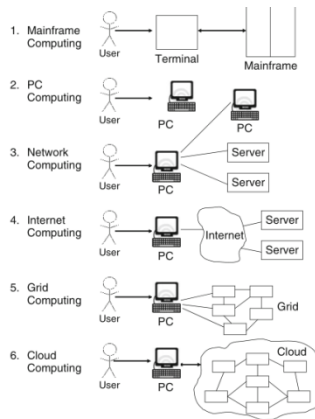 1. Mainframe
Computing
User
Terminal
Mainframe
2. PC
Computing
User
PC
PC
3. Network
Computing
User
PC
Server
Server
4. Internet
Computing
User
PC
Internet
Server
Server
5. Grid
Computing
User
PC
Grid
6. Cloud
Computing
User
PC
Cloud